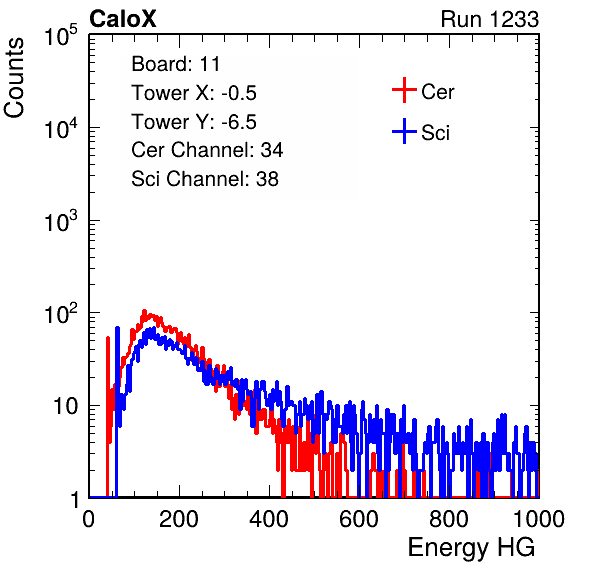 CaloX Run 1233
Counts
Board: 11
Tower X: -0.5
Tower Y: -6.5
Cer Channel: 34
Sci Channel: 38
Cer
Sci
10^5
10^4
10^3
10^2
10
1
0 200 400 600 800 1000
Energy HG